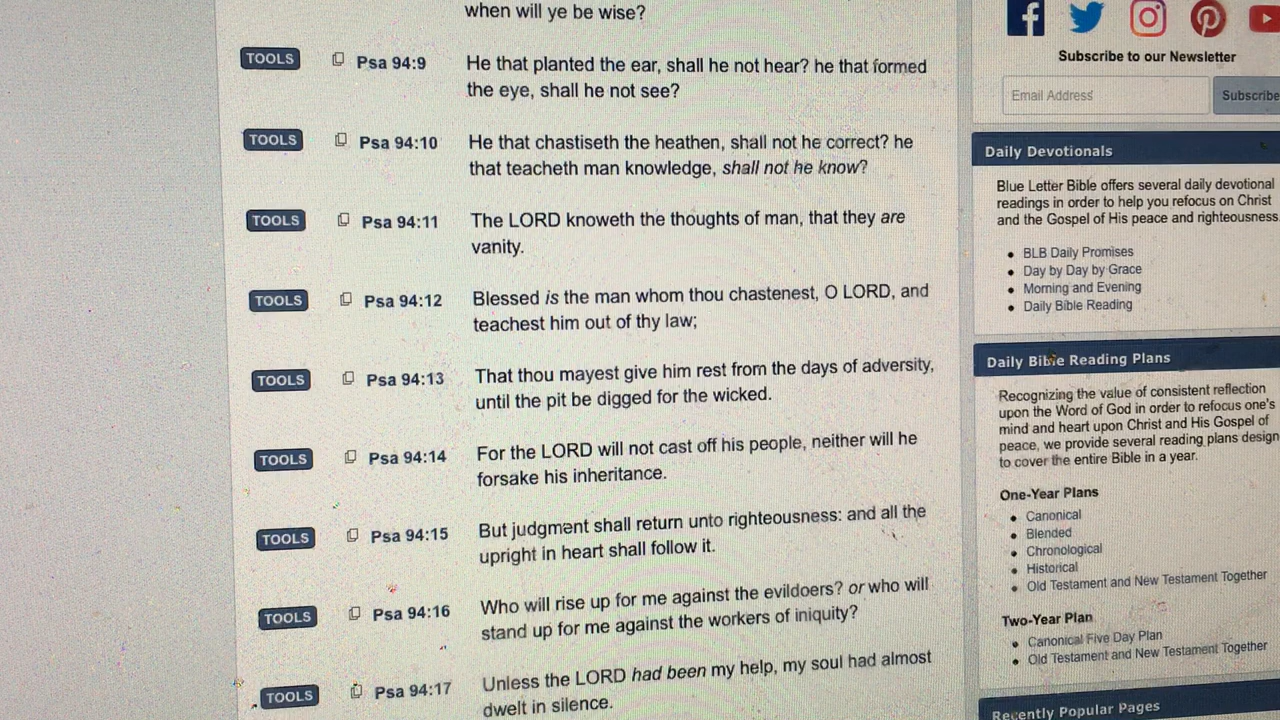 when will ye be wise?
TOOLS Psa 94:9 He that planted the ear, shall he not hear? he that formed
the eye, shall he not see?
TOOLS Psa 94:10 He that chastiseth the heathen, shall not he correct? he
that teacheth man knowledge, shall not he know?
TOOLS Psa 94:11 The LORD knoweth the thoughts of man, that they are
vanity.
TOOLS Psa 94:12 Blessed is the man whom thou chastenest, O LORD, and
teachest him out of thy law;
TOOLS Psa 94:13 That thou mayest give him rest from the days of adversity,
until the pit be digged for the wicked.
TOOLS Psa 94:14 For the LORD will not cast off his people, neither will he
forsake his inheritance.
TOOLS Psa 94:15 But judgment shall return unto righteousness: and all the
upright in heart shall follow it.
TOOLS Psa 94:16 Who will rise up for me against the evildoers? or who will
stand up for me against the workers of iniquity?
TOOLS Psa 94:17 Unless the LORD had been my help, my soul had almost
dwelt in silence.
Subscribe to our Newsletter
Email Address Subscribe
Daily Devotionals
Blue Letter Bible offers several daily devotional
readings in order to help you refocus on Christ
and the Gospel of His peace and righteousness
BLB Daily Promises
Day by Day by Grace
Morning and Evening
Daily Bible Reading
Daily Bible Reading Plans
Recognizing the value of consistent reflection
upon the Word of God in order to refocus one's
mind and heart upon Christ and His Gospel of
peace, we provide several reading plans design
to cover the entire Bible in a year.
One-Year Plans
Canonical
Blended
Chronological
Historical
Old Testament and New Testament Together
Two-Year Plan
Canonical Five Day Plan
Old Testament and New Testament Together
Recently Popular Pages